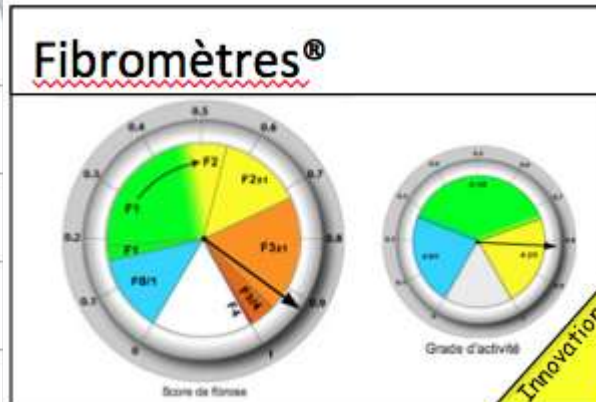 Fibromètres®
0.5
0.4 0.6
0.3 0.7
0.2 0.8
0.1 0.9
0 1
F1 F2
F2±1
F1 F3±1
F0/1 F3/4
F4
Score de fibrose
Grade d'activité
Innovation